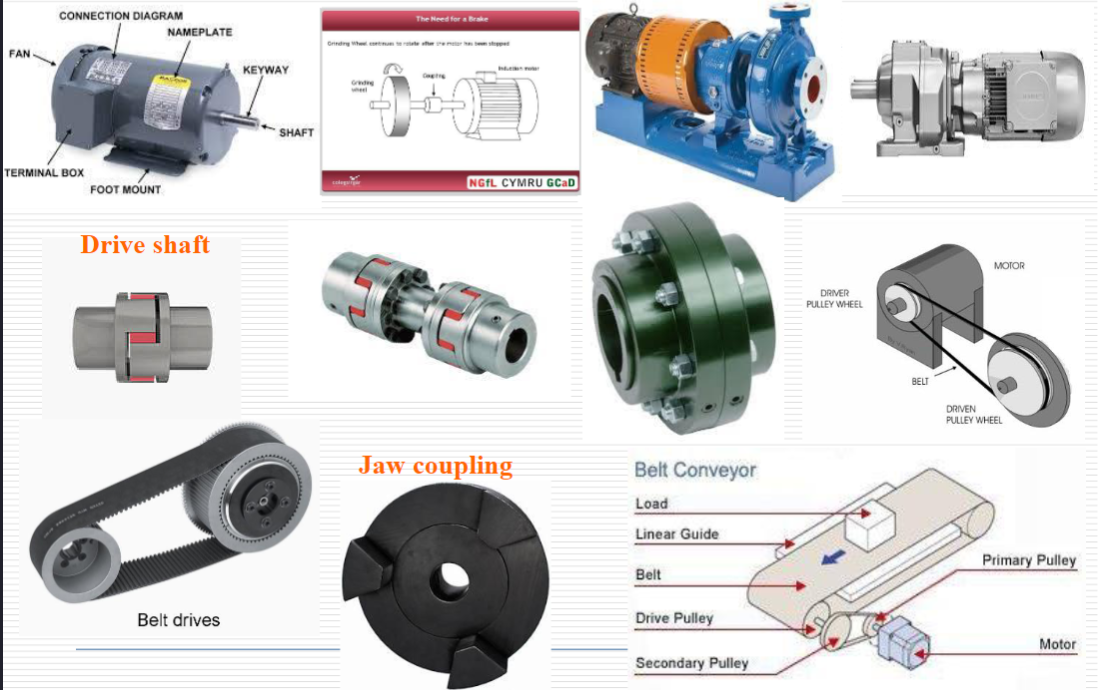 CONNECTION DIAGRAM
NAMEPLATE
FAN
KEYWAY
SHAFT
TERMINAL BOX
FOOT MOUNT
The Need for a Brake
Grinding Wheel continues to rotate after the motor has been stopped
Induction motor
Coupling
Grinding
wheel
NGfL CYMRU GCaD
Drive shaft
MOTOR
DRIVER
PULLEY WHEEL
BELT
DRIVEN
PULLEY WHEEL
Belt drives
Jaw coupling
Belt Conveyor
Load
Linear Guide
Belt
Drive Pulley
Secondary Pulley
Primary Pulley
Motor